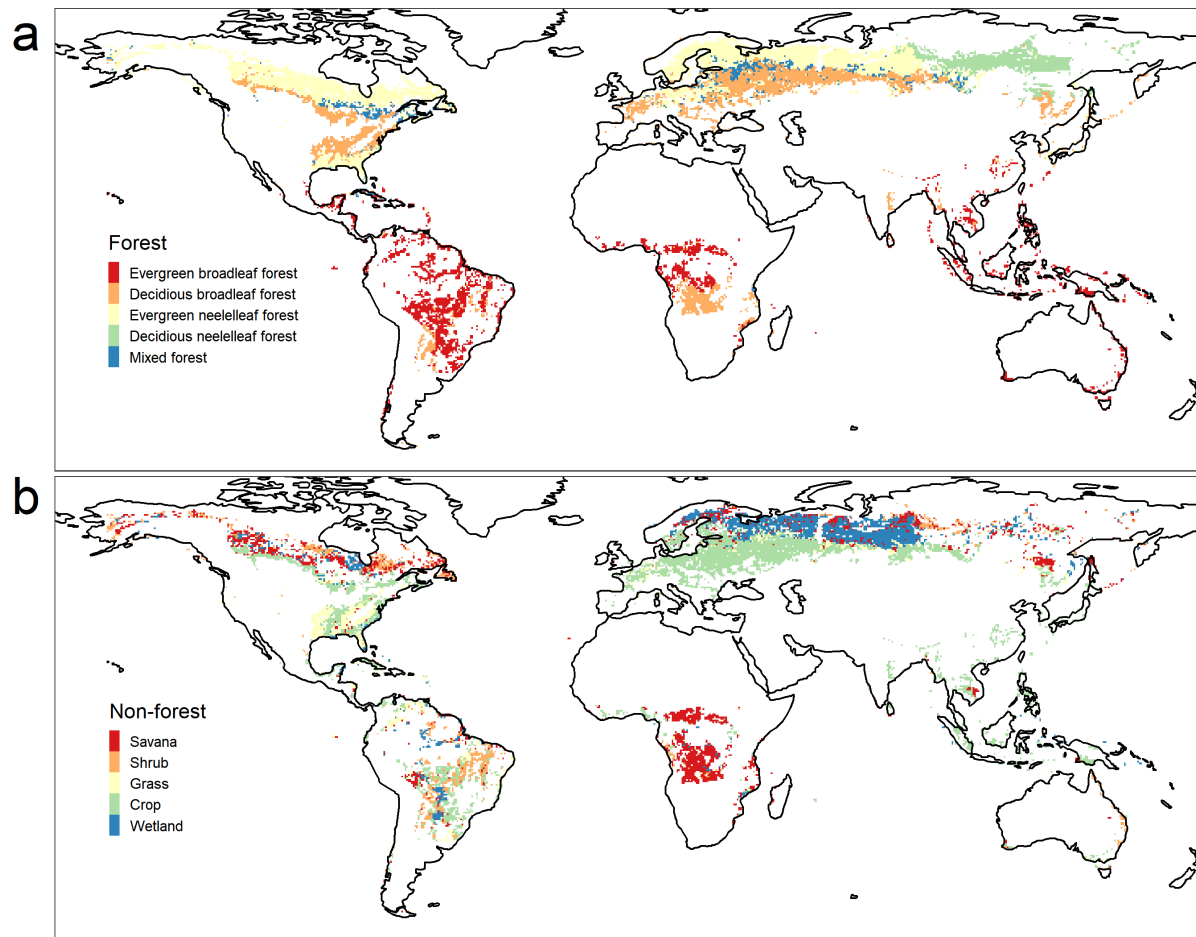 a
Forest
Evergreen broadleaf forest
Decidious broadleaf forest
Evergreen neelelleaf forest
Decidious neelelleaf forest
Mixed forest
b
Non-forest
Savana
Shrub
Grass
Crop
Wetland